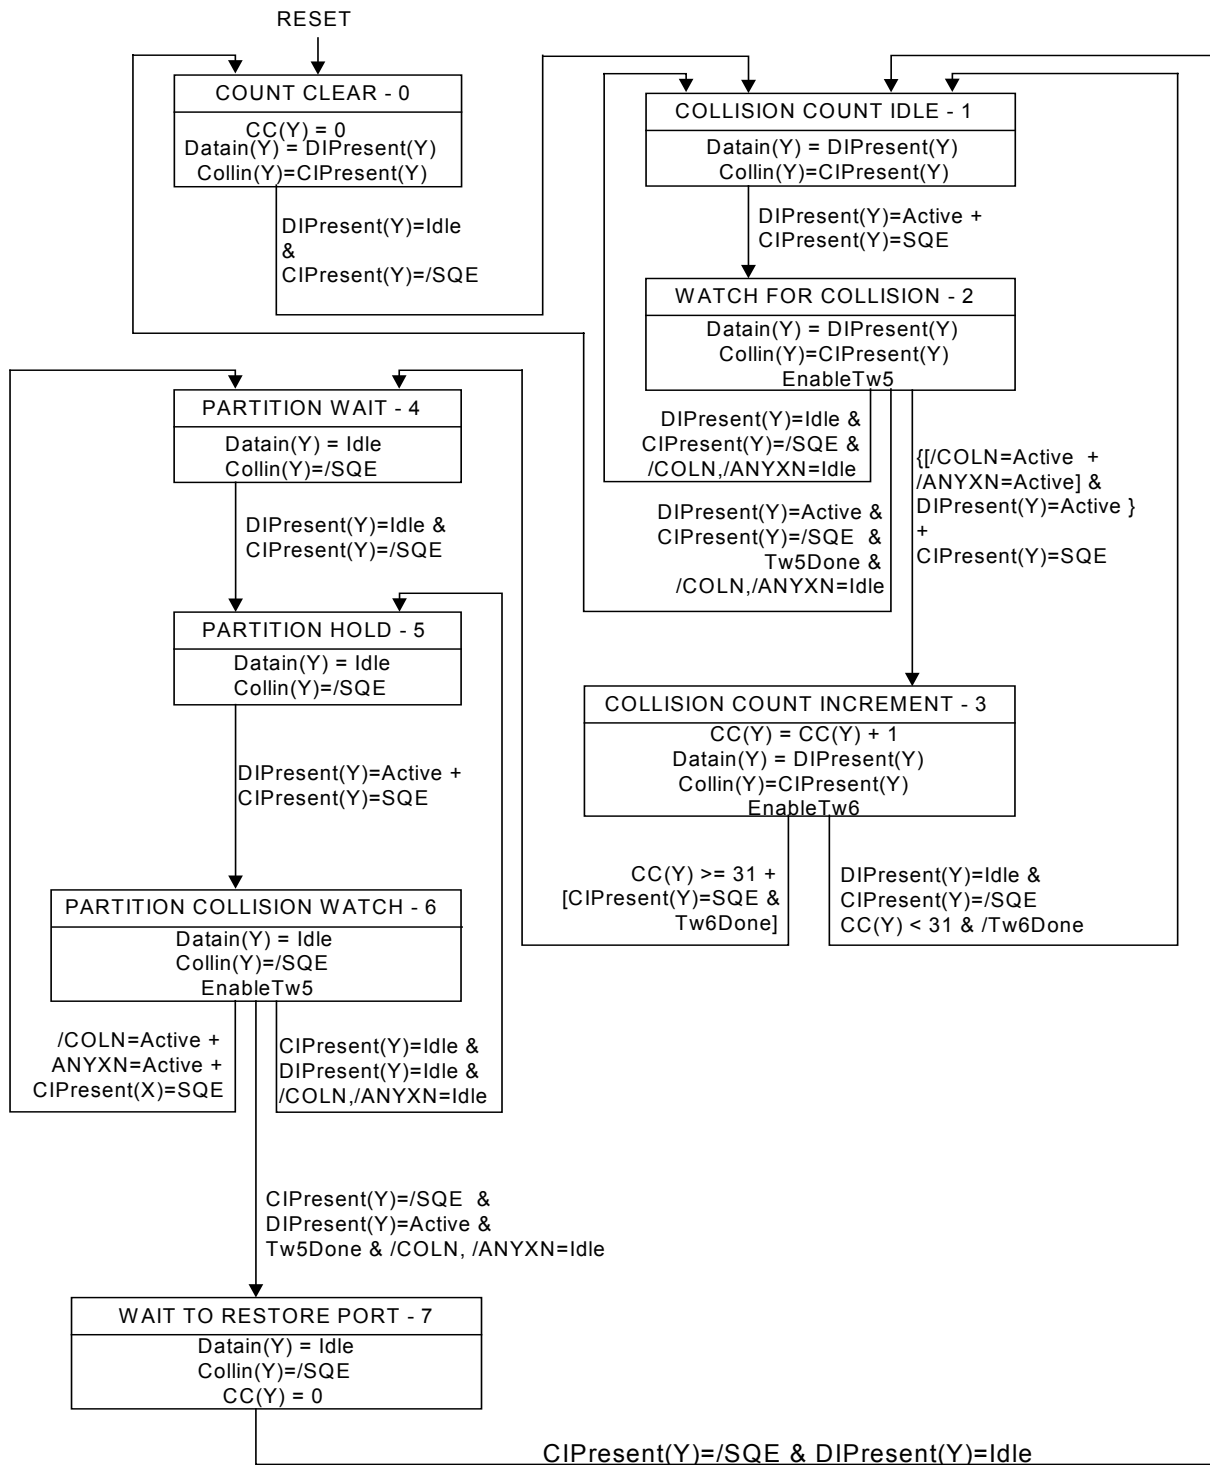 RESET
COUNT CLEAR - 0
CC(Y) = 0
Datain(Y) = DIPresent(Y)
Collin(Y)=CIPresent(Y)
DIPresent(Y)=Idle
&
CIPresent(Y)=/SQE
COLLISION COUNT IDLE - 1
Datain(Y) = DIPresent(Y)
Collin(Y)=CIPresent(Y)
DIPresent(Y)=Active +
CIPresent(Y)=SQE
WATCH FOR COLLISION - 2
Datain(Y) = DIPresent(Y)
Collin(Y)=CIPresent(Y)
EnableTw5
DIPresent(Y)=Idle &
CIPresent(Y)=/SQE &
/COLN,/ANYXN=Idle
DIPresent(Y)=Active &
CIPresent(Y)=/SQE &
Tw5Done &
/COLN,/ANYXN=Idle
{[/COLN=Active +
/ANYXN=Active] &
DIPresent(Y)=Active }
+
CIPresent(Y)=SQE
COLLISION COUNT INCREMENT - 3
CC(Y) = CC(Y) + 1
Datain(Y) = DIPresent(Y)
Collin(Y)=CIPresent(Y)
EnableTw6
CC(Y) >= 31 +
[CIPresent(Y)=SQE &
Tw6Done]
DIPresent(Y)=Idle &
CIPresent(Y)=/SQE
CC(Y) < 31 & /Tw6Done
PARTITION WAIT - 4
Datain(Y) = Idle
Collin(Y)=/SQE
DIPresent(Y)=Idle &
CIPresent(Y)=/SQE
PARTITION HOLD - 5
Datain(Y) = Idle
Collin(Y)=/SQE
DIPresent(Y)=Active +
CIPresent(Y)=SQE
PARTITION COLLISION WATCH - 6
Datain(Y) = Idle
Collin(Y)=/SQE
EnableTw5
/COLN=Active +
ANYXN=Active +
CIPresent(X)=SQE
CIPresent(Y)=Idle &
DIPresent(Y)=Idle &
/COLN,/ANYXN=Idle
CIPresent(Y)=/SQE &
DIPresent(Y)=Active &
Tw5Done & /COLN, /ANYXN=Idle
WAIT TO RESTORE PORT - 7
Datain(Y) = Idle
Collin(Y)=/SQE
CC(Y) = 0
CIPresent(Y)=/SQE & DIPresent(Y)=Idle